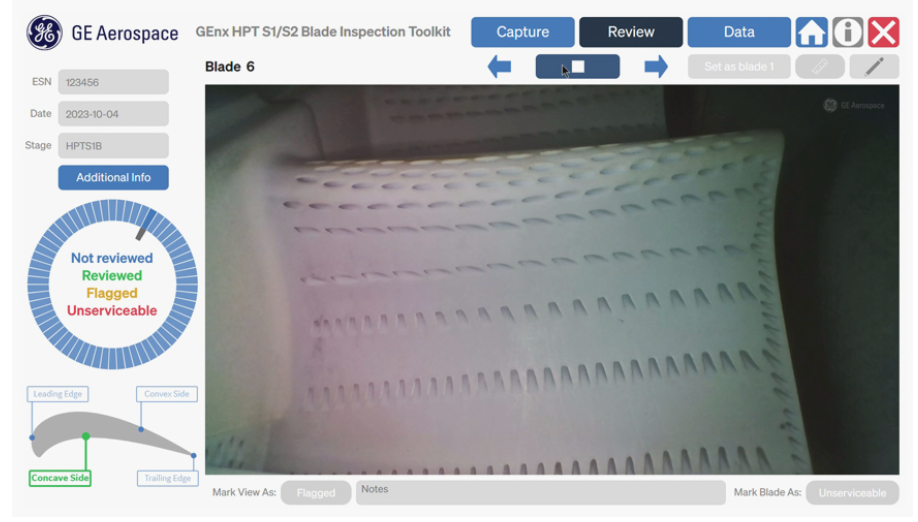 GE Aerospace
GEnx HPT S1/S2 Blade Inspection Toolkit
Capture
Review
Data
Blade 6
Set as blade 1
ESN 123456
Date 2023-10-04
Stage HPTS1B
Additional Info
GE Aerospace
Not reviewed
Reviewed
Flagged
Unserviceable
Leading Edge
Convex Side
Concave Side
Trailing Edge
Mark View As: Flagged
Notes
Mark Blade As: Unserviceable